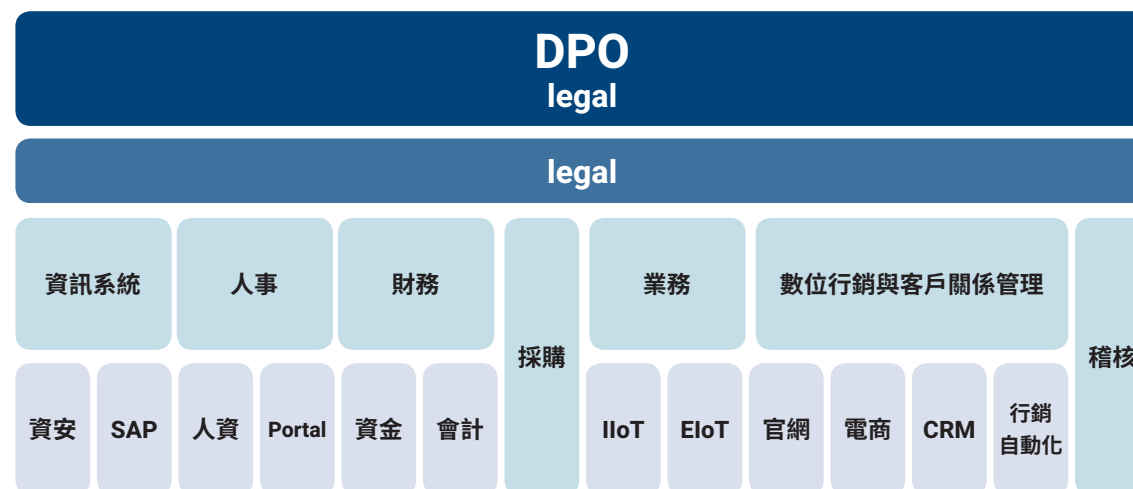 DPO
legal
legal
資訊系統
人事
財務
採購
業務
數位行銷與客戶關係管理
稽核
資安
SAP
人資
Portal
資金
會計
IIoT
EIoT
官網
電商
CRM
行銷
自動化